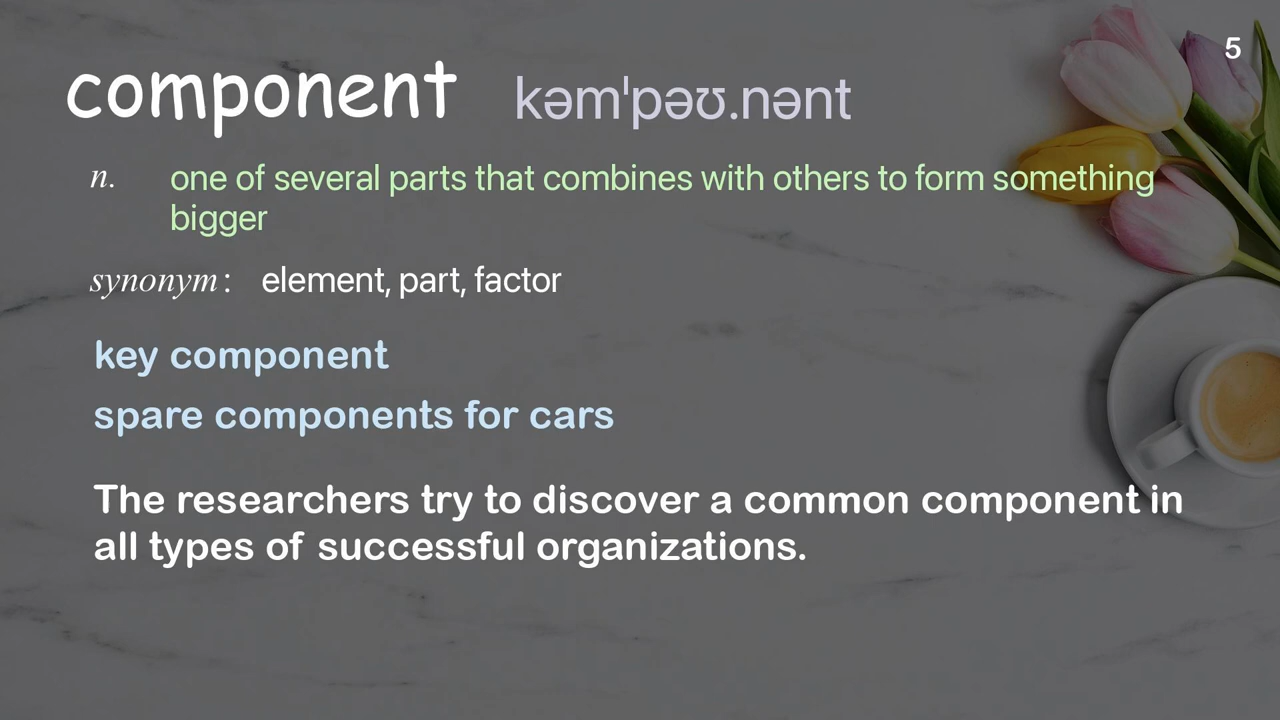 5
component kəmˈpəʊ.nənt
n. one of several parts that combines with others to form something
bigger
synonym: element, part, factor
key component
spare components for cars
The researchers try to discover a common component in
all types of successful organizations.